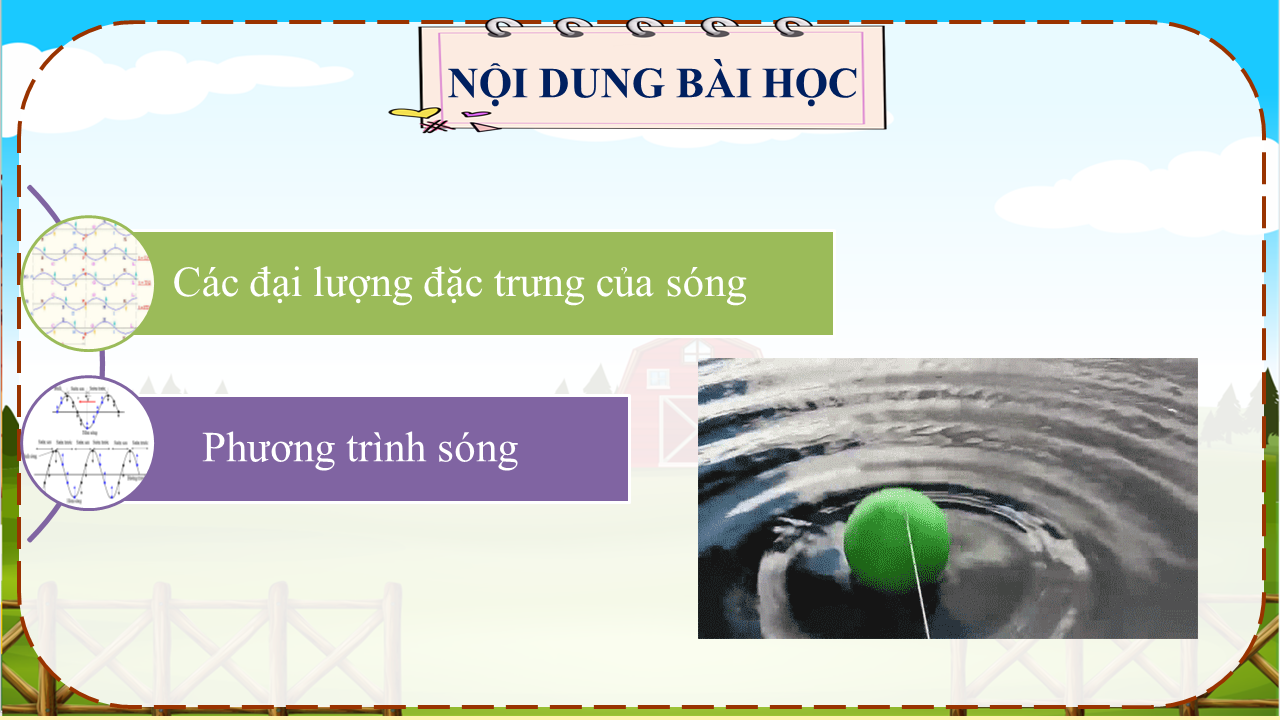 NỘI DUNG BÀI HỌC
Các đại lượng đặc trưng của sóng
Phương trình sóng